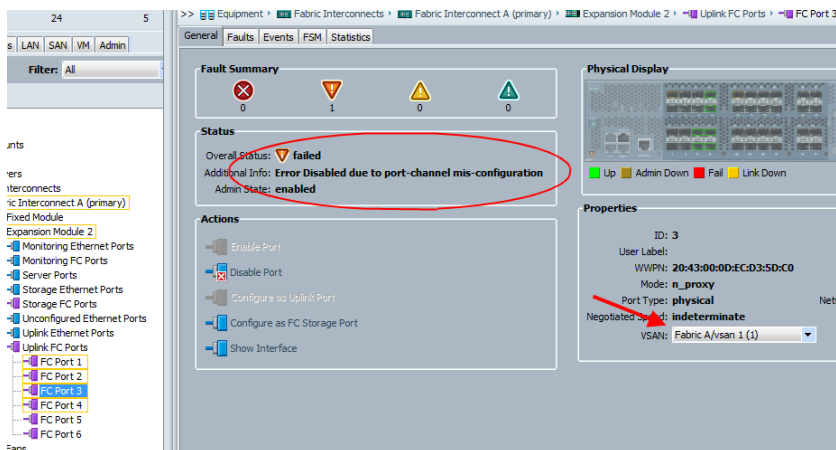 24 5
>> Equipment › Fabric Interconnects › Fabric Interconnect A (primary) › Expansion Module 2 › Uplink FC Ports › FC Port 3
General Faults Events FSM Statistics
s LAN SAN VM Admin
Filter: All
Fault Summary
0 1 0 0
Status
Overall Status: failed
Additional Info: Error Disabled due to port-channel mis-configuration
Admin State: enabled
Actions
Enable Port
Disable Port
Configure as Uplink Port
Configure as FC Storage Port
Show Interface
Physical Display
Up Admin Down Fail Link Down
Properties
ID: 3
User Label:
WWPN: 20:43:00:0D:EC:D3:5D:C0
Mode: n_proxy
Port Type: physical
Negotiated Speed: indeterminate
VSAN: Fabric A/vsan 1 (1)
unts
vers
nterconnects
ric Interconnect A (primary)
Fixed Module
Expansion Module 2
Monitoring Ethernet Ports
Monitoring FC Ports
Server Ports
Storage Ethernet Ports
Storage FC Ports
Unconfigured Ethernet Ports
Uplink Ethernet Ports
Uplink FC Ports
FC Port 1
FC Port 2
FC Port 3
FC Port 4
FC Port 5
FC Port 6